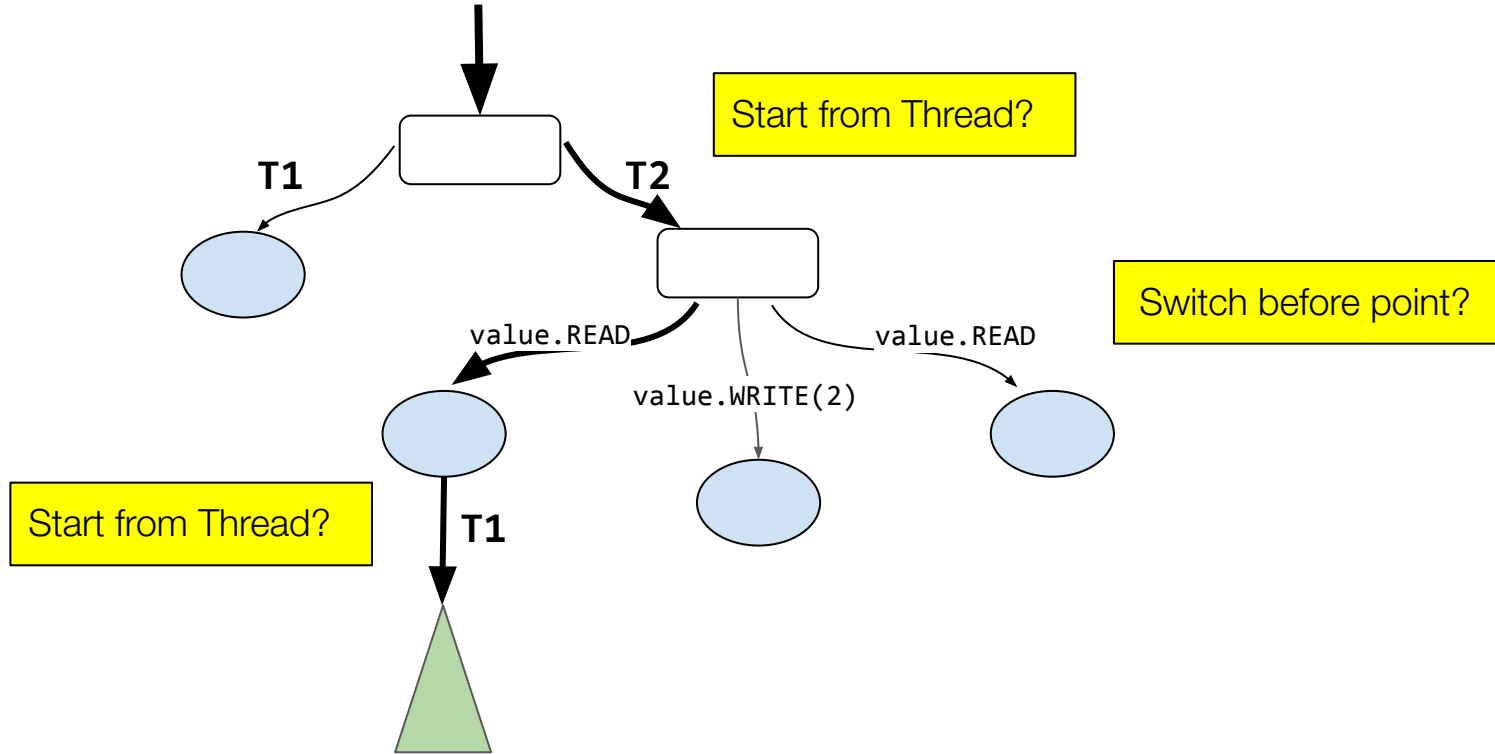 Start from Thread?
T1
T2
Switch before point?
value.READ
value.READ
value.WRITE(2)
Start from Thread?
T1